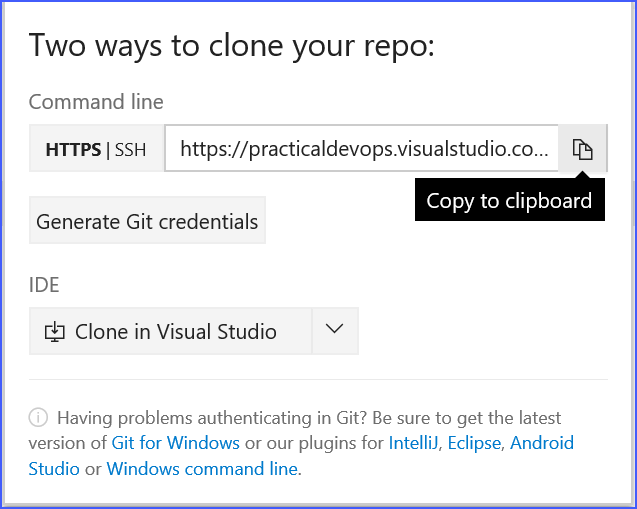 Two ways to clone your repo:
Command line
HTTPS | SSH
https://practicaldevops.visualstudio.co...
Copy to clipboard
Generate Git credentials
IDE
Clone in Visual Studio
Having problems authenticating in Git? Be sure to get the latest
version of Git for Windows or our plugins for IntelliJ, Eclipse, Android
Studio or Windows command line.